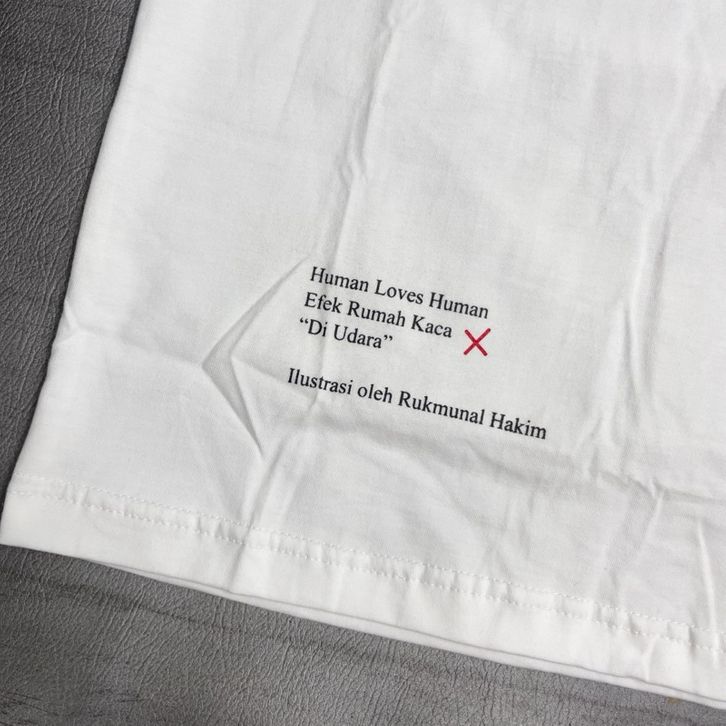 Human Loves Human
Efek Rumah Kaca
“Di Udara”
Ilustrasi oleh Rukmunal Hakim